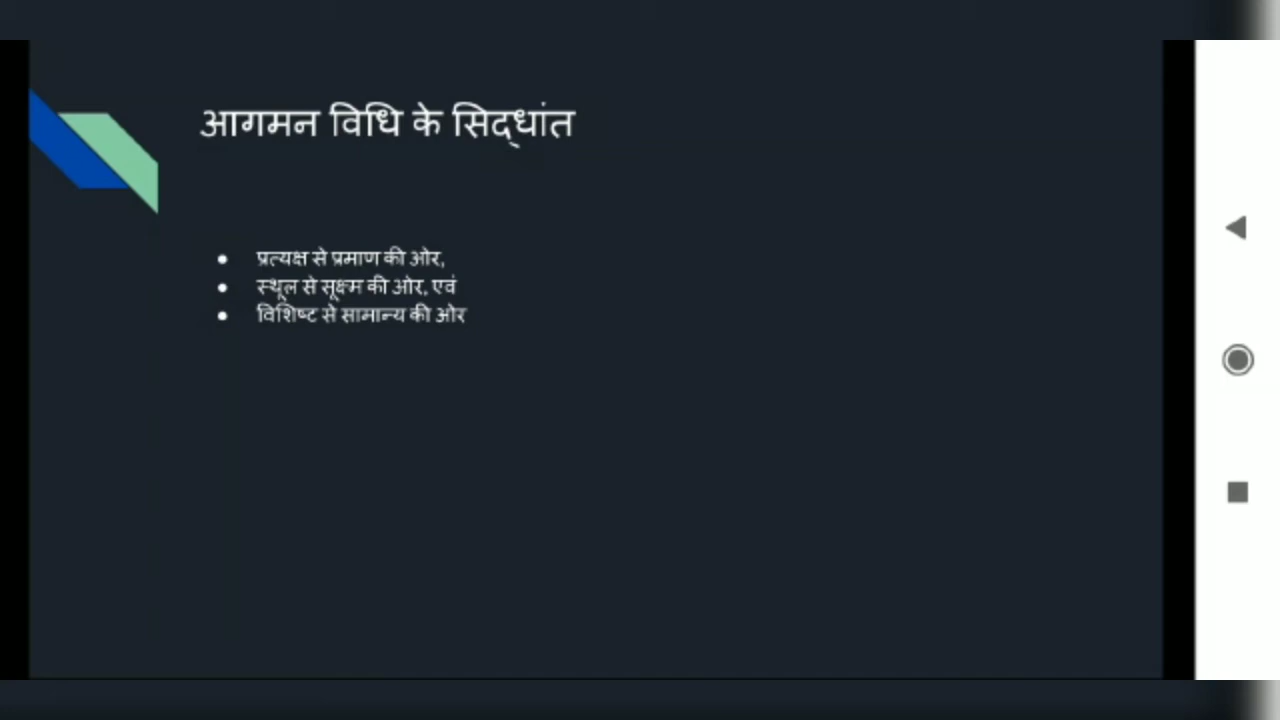 आगमन विधि के सिद्धांत
प्रत्यक्ष से प्रमाण की ओर,
स्थूल से सूक्ष्म की ओर, एवं
विशिष्ट से सामान्य की ओर